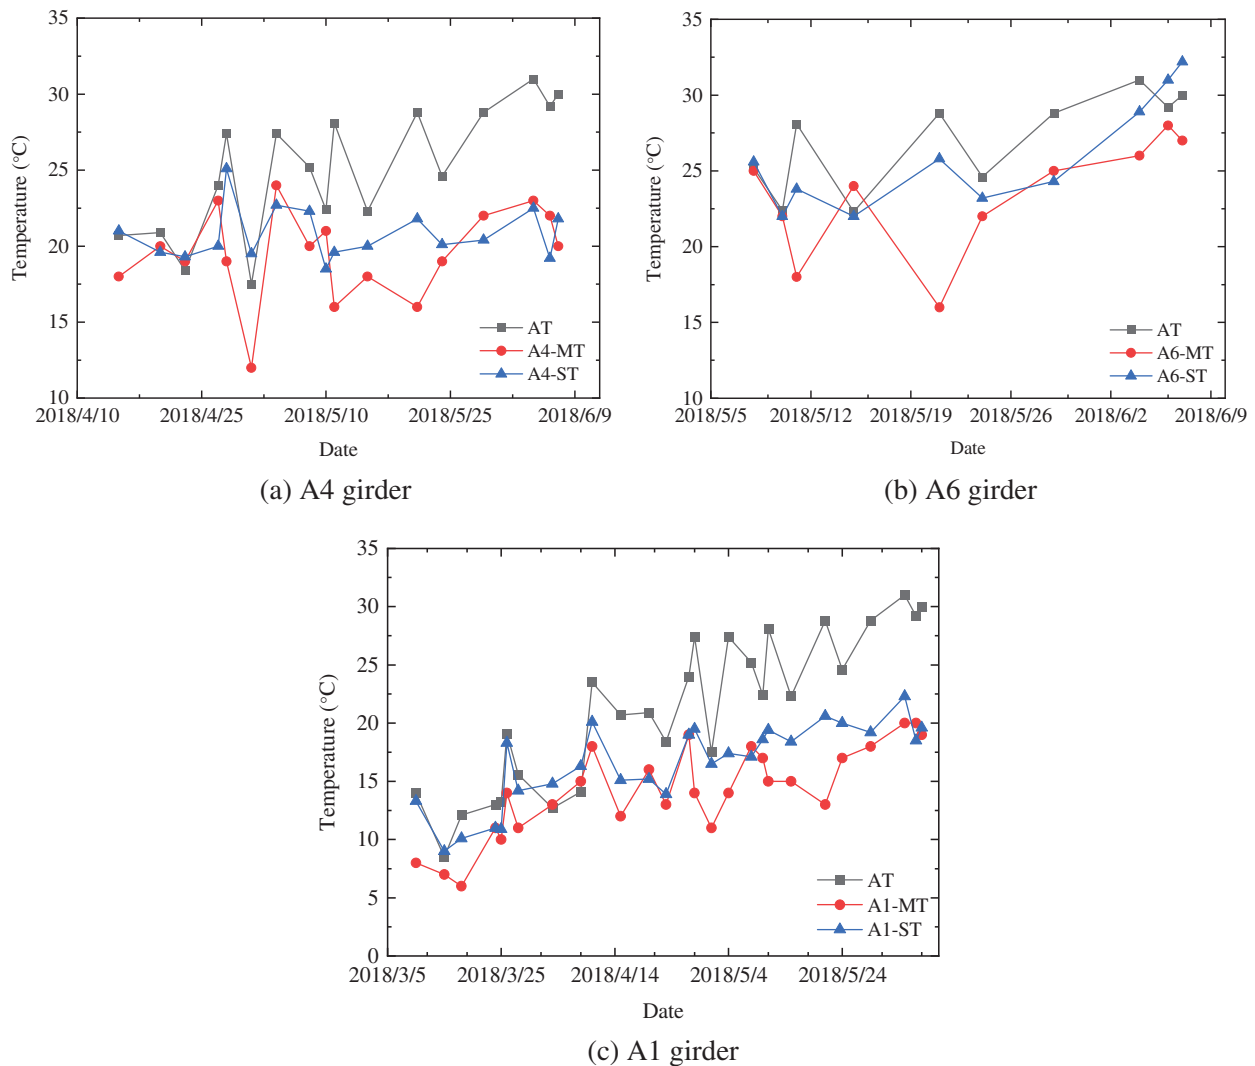 35
30
25
20
15
10
Temperature (°C)
AT
A4-MT
A4-ST
2018/4/10
2018/4/25
2018/5/10
2018/5/25
2018/6/9
Date
(a) A4 girder
35
30
25
20
15
10
Temperature (°C)
AT
A6-MT
A6-ST
2018/5/5
2018/5/12
2018/5/19
2018/5/26
2018/6/2
2018/6/9
Date
(b) A6 girder
35
30
25
20
15
10
5
0
Temperature (°C)
AT
A1-MT
A1-ST
2018/3/5
2018/3/25
2018/4/14
2018/5/4
2018/5/24
Date
(c) A1 girder